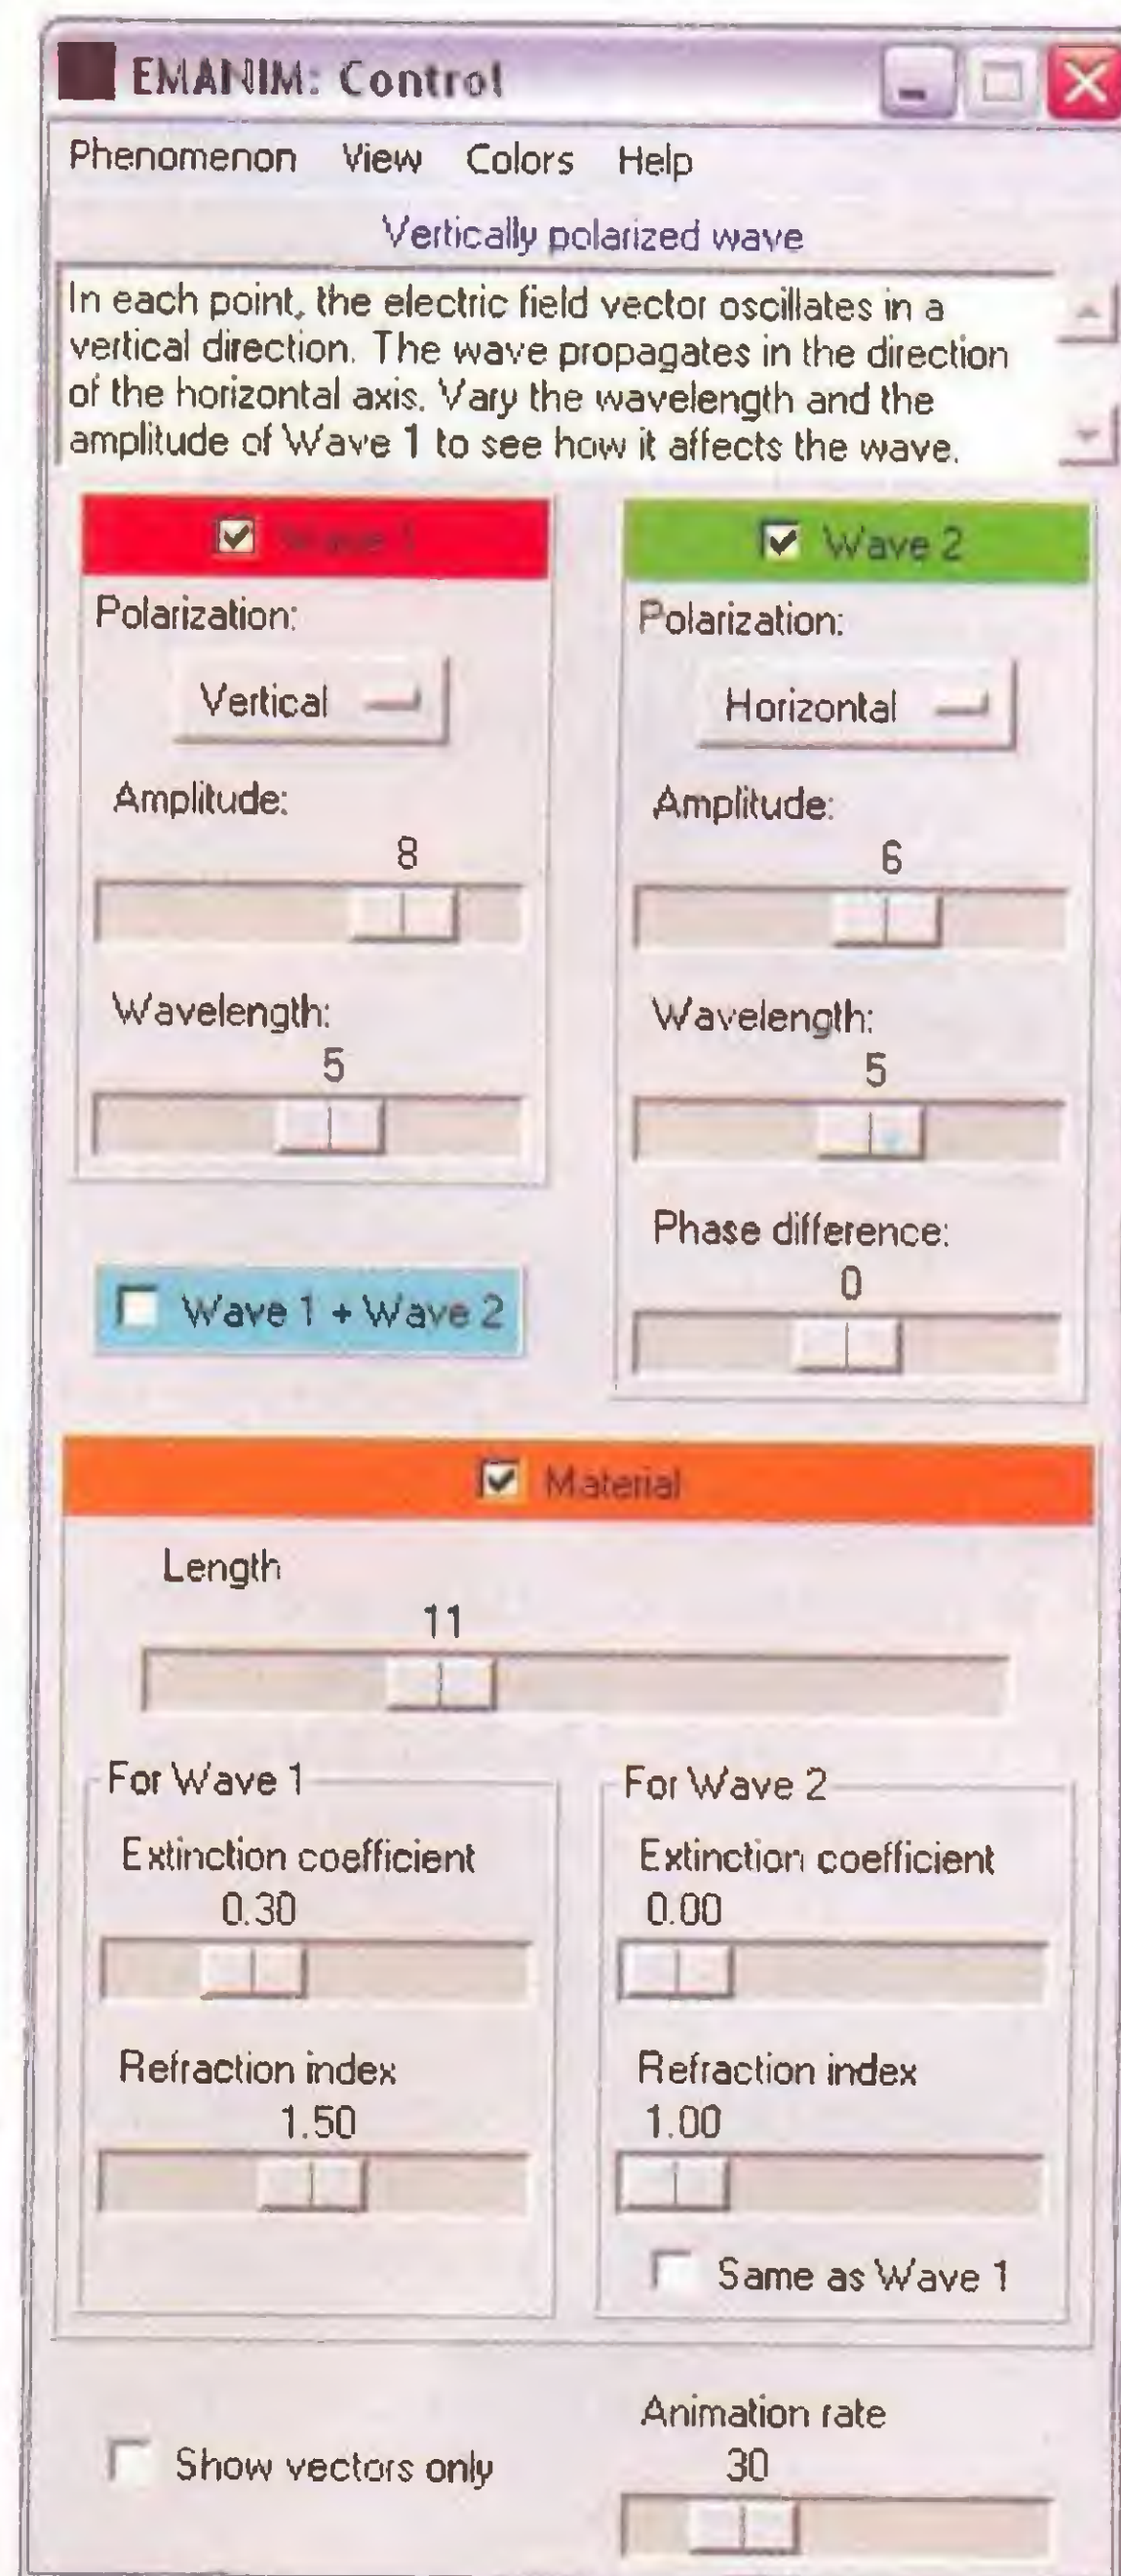 EMANIM: Control
Phenomenon View Colors Help
Vertically polarized wave
In each point, the electric field vector oscillates in a
vertical direction. The wave propagates in the direction
of the horizontal axis. Vary the wavelength and the
amplitude of Wave 1 to see how it affects the wave.
Wave 1
Polarization:
Vertical
Amplitude:
8
Wavelength:
5
Wave 2
Polarization:
Horizontal
Amplitude:
6
Wavelength:
5
Phase difference:
0
Wave 1 + Wave 2
Material
Length
11
For Wave 1
Extinction coefficient
0.30
Refraction index
1.50
For Wave 2
Extinction coefficient
0.00
Refraction index
1.00
Same as Wave 1
Show vectors only
Animation rate
30